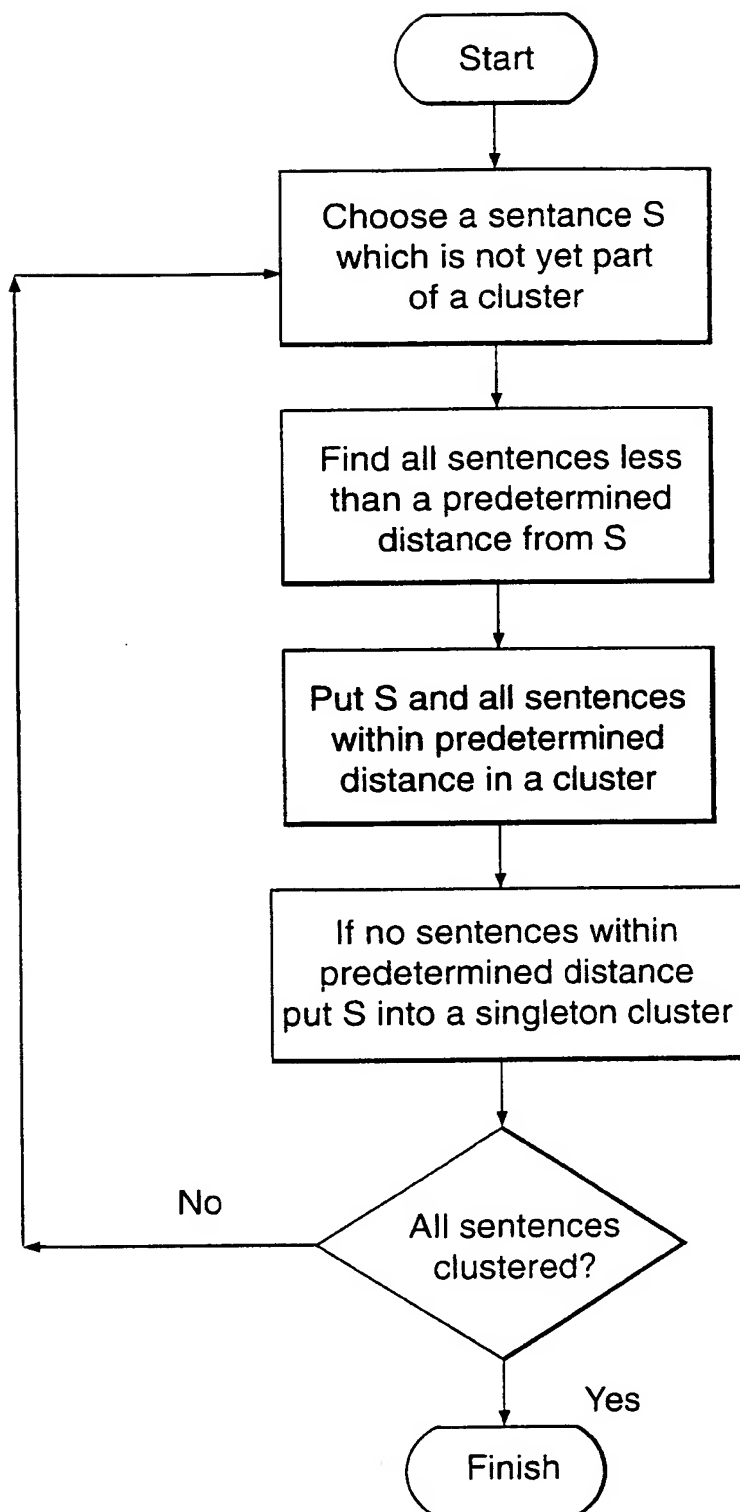 Start
Choose a sentance S
which is not yet part
of a cluster
Find all sentences less
than a predetermined
distance from S
Put S and all sentences
within predetermined
distance in a cluster
If no sentences within
predetermined distance
put S into a singleton cluster
No
All sentences
clustered?
Yes
Finish